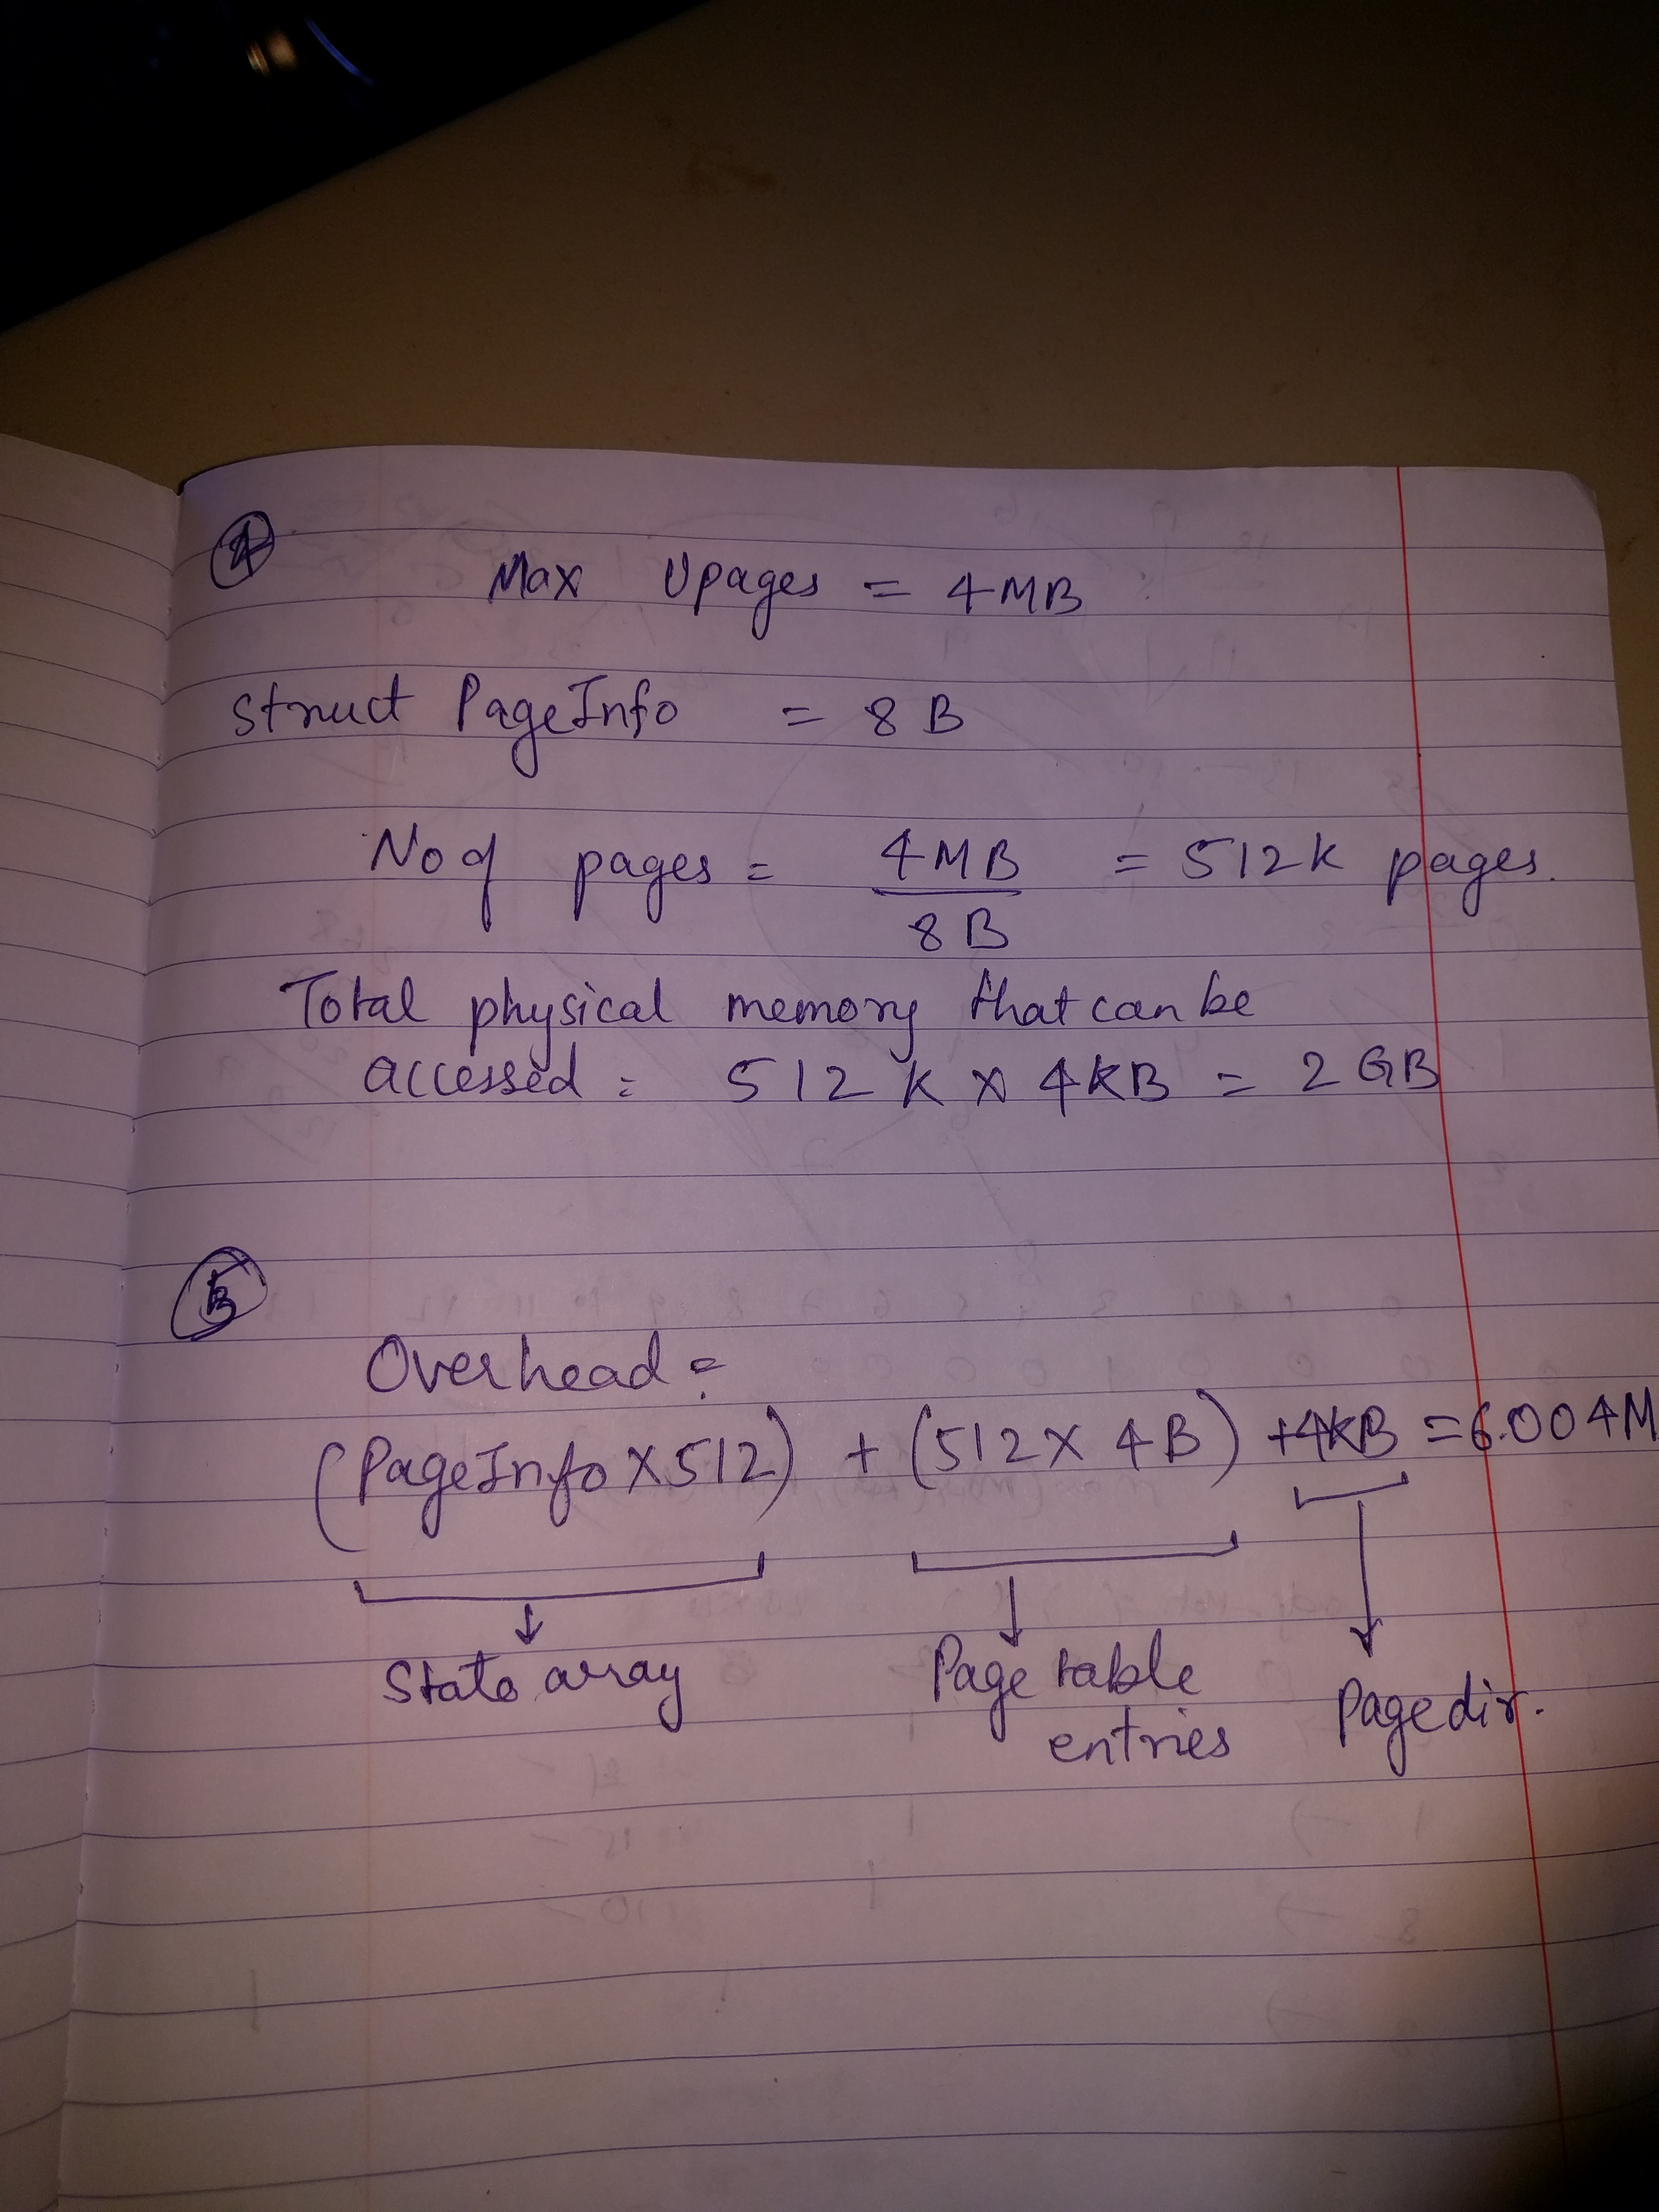 4
Max Upages = 4MB
Struct PageInfo = 8 B
No of pages = 4MB / 8B = 512K pages.
Total physical memory that can be
accessed = 512 K X 4KB = 2 GB
5
Overhead =
(PageInfo X 512) + (512 X 4B) + 4KB = 6.004M
State array
Page table
entries
Page dir.